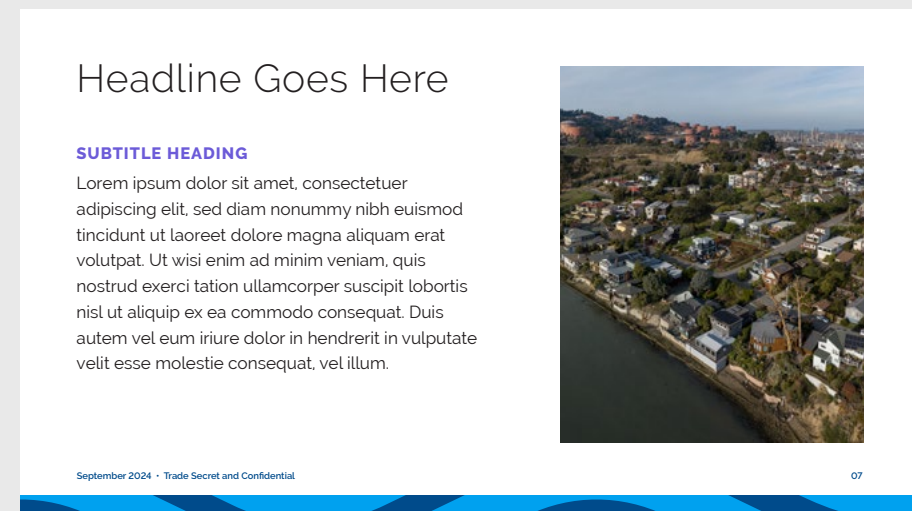 Headline Goes Here
SUBTITLE HEADING
Lorem ipsum dolor sit amet, consectetuer
adipiscing elit, sed diam nonummy nibh euismod
tincidunt ut laoreet dolore magna aliquam erat
volutpat. Ut wisi enim ad minim veniam, quis
nostrud exerci tation ullamcorper suscipit lobortis
nisl ut aliquip ex ea commodo consequat. Duis
autem vel eum iriure dolor in hendrerit in vulputate
velit esse molestie consequat, vel illum.
September 2024 • Trade Secret and Confidential
07